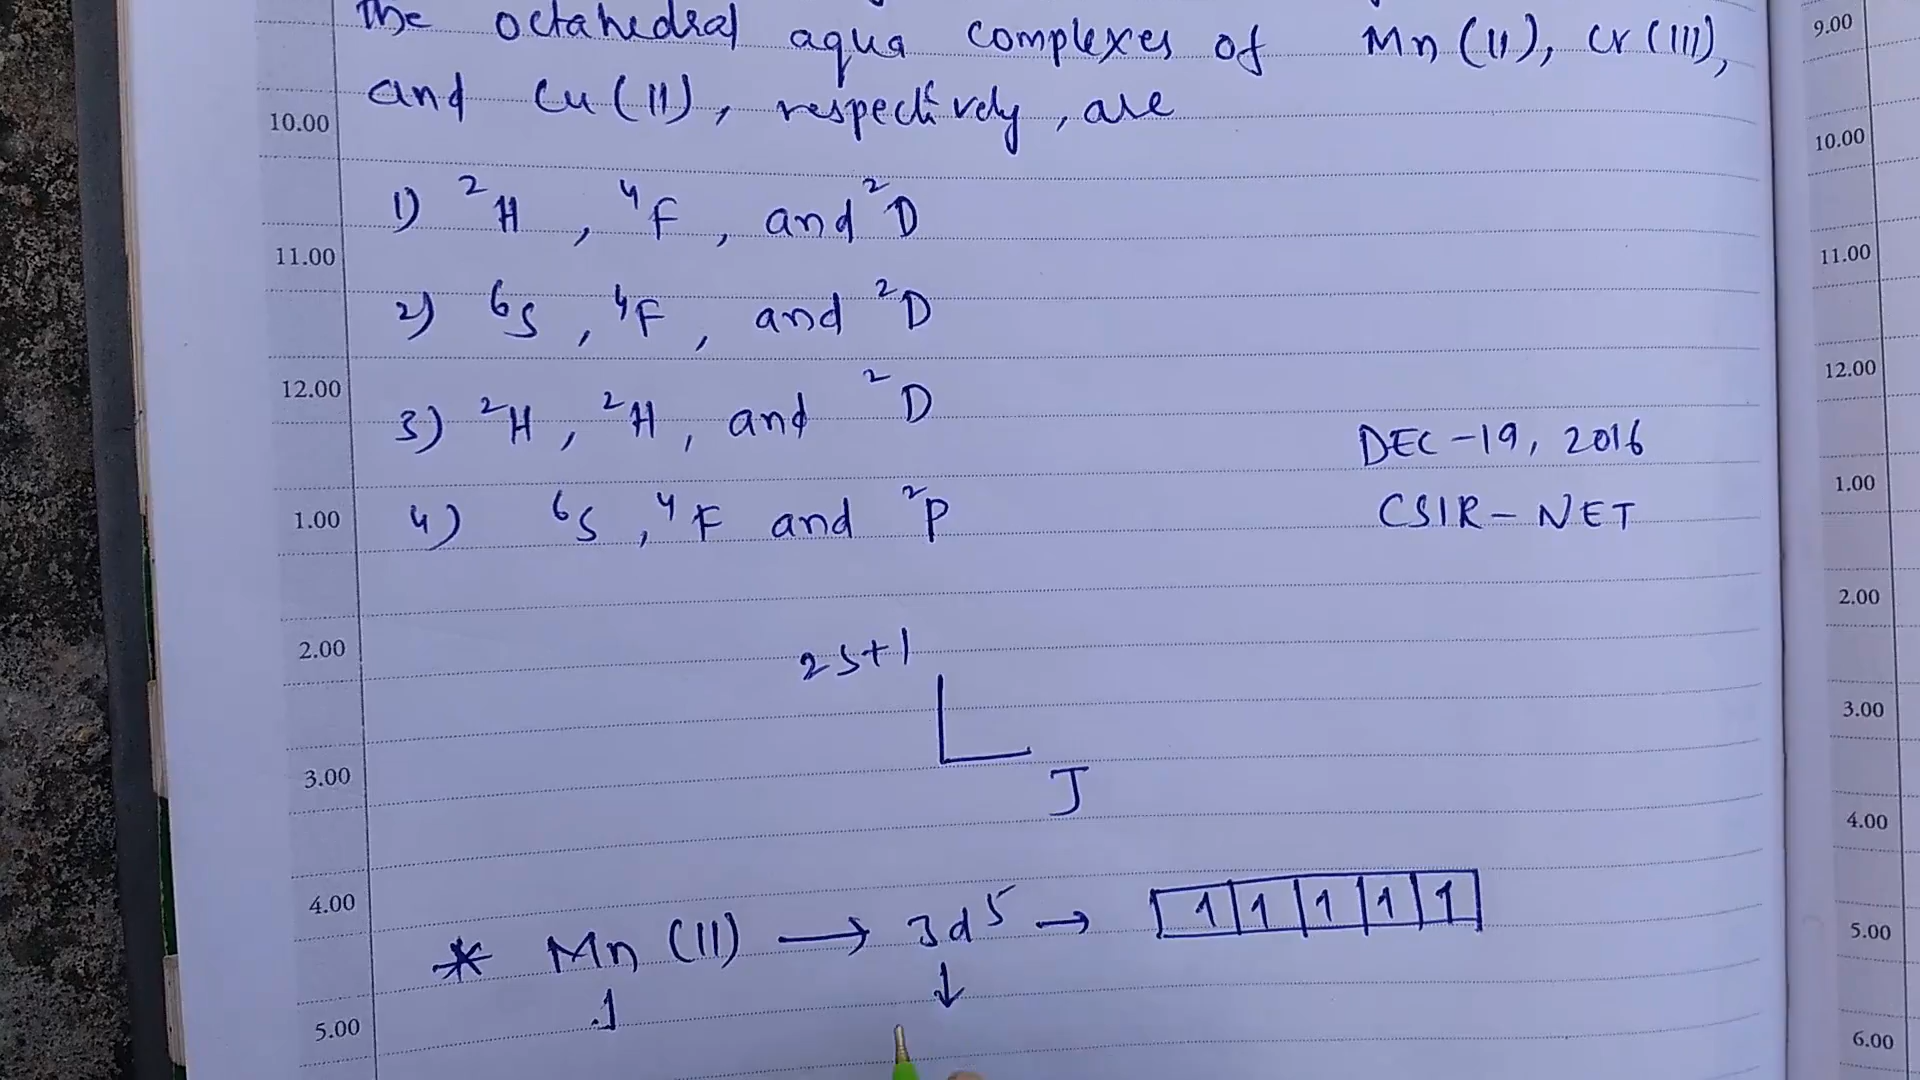 The octahedral aqua complexes of Mn (II), Cr (III),
and Cu (II), respectively, are
1) ²H, ⁴F, and ²D
2) ⁶S, ⁴F, and ²D
3) ²H, ²H, and ²D
4) ⁶S, ⁴F and ²P
DEC-19, 2016
CSIR-NET
2S+1
L
J
* Mn (II) → 3d⁵ → [1|1|1|1|1]
↓
10.00
11.00
12.00
1.00
2.00
3.00
4.00
5.00
9.00
10.00
11.00
12.00
1.00
2.00
3.00
4.00
5.00
6.00